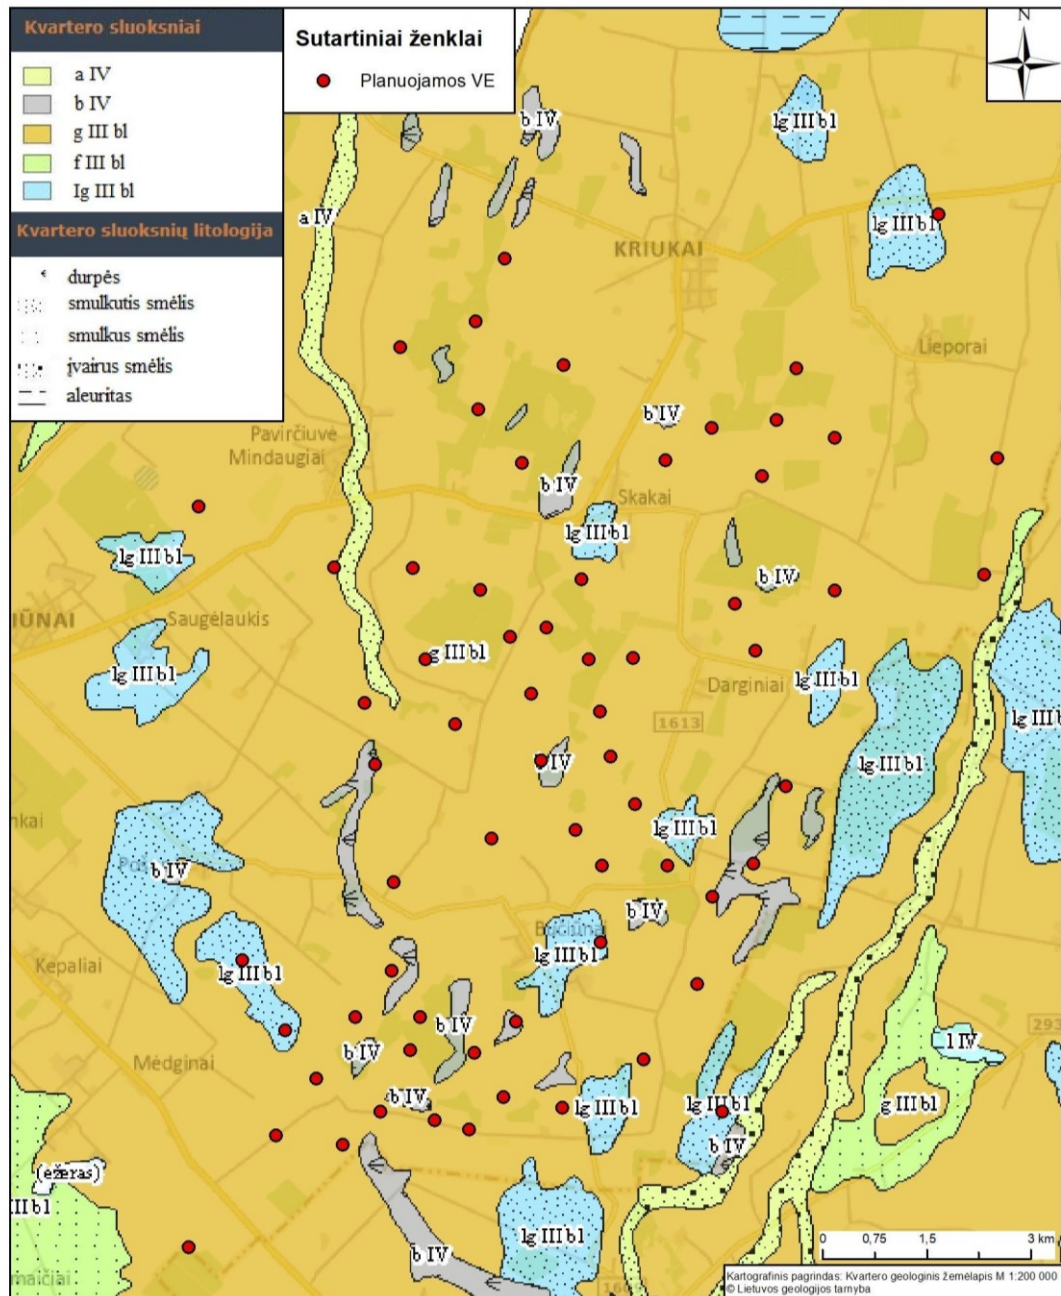 Kvartero sluoksniai
a IV
b IV
g III bl
f III bl
Ig III bl
Kvartero sluoksnių litologija
durpės
smulkutis smėlis
smulkus smėlis
įvairus smėlis
aleuritas
Sutartiniai ženklai
Planuojamos VE
N
b IV
lg III bl
a IV
lg III bl
KRIUKAI
Lieporai
b IV
Pavirčiuvė
Mindaugiai
b IV
Skakai
lg III bl
lg III bl
b IV
IŪNAI
Saugėlaukis
g III bl
lg III bl
Darginiai
lg III bl
1613
lg III b
b IV
lg III bl
lg III bl
nkai
b IV
b IV
lg III bl
lg III bl
Kepaliai
b IV
293
l IV
b IV
Mėdginai
b IV
lg III bl
lg III bl
g III bl
b IV
(ežeras)
III bl
lg III bl
b IV
maičiai
0 0,75 1,5 3 km
Kartografinis pagrindas: Kvartero geologinis žemėlapis M 1:200 000
© Lietuvos geologijos tarnyba